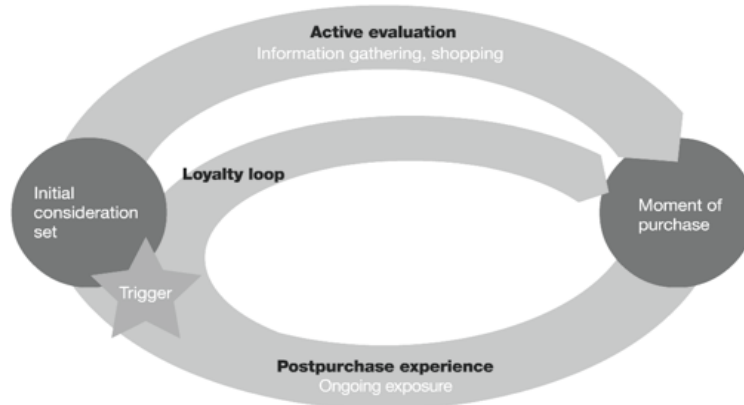 Active evaluation
Information gathering, shopping
Loyalty loop
Initial
consideration
set
Moment of
purchase
Trigger
Postpurchase experience
Ongoing exposure